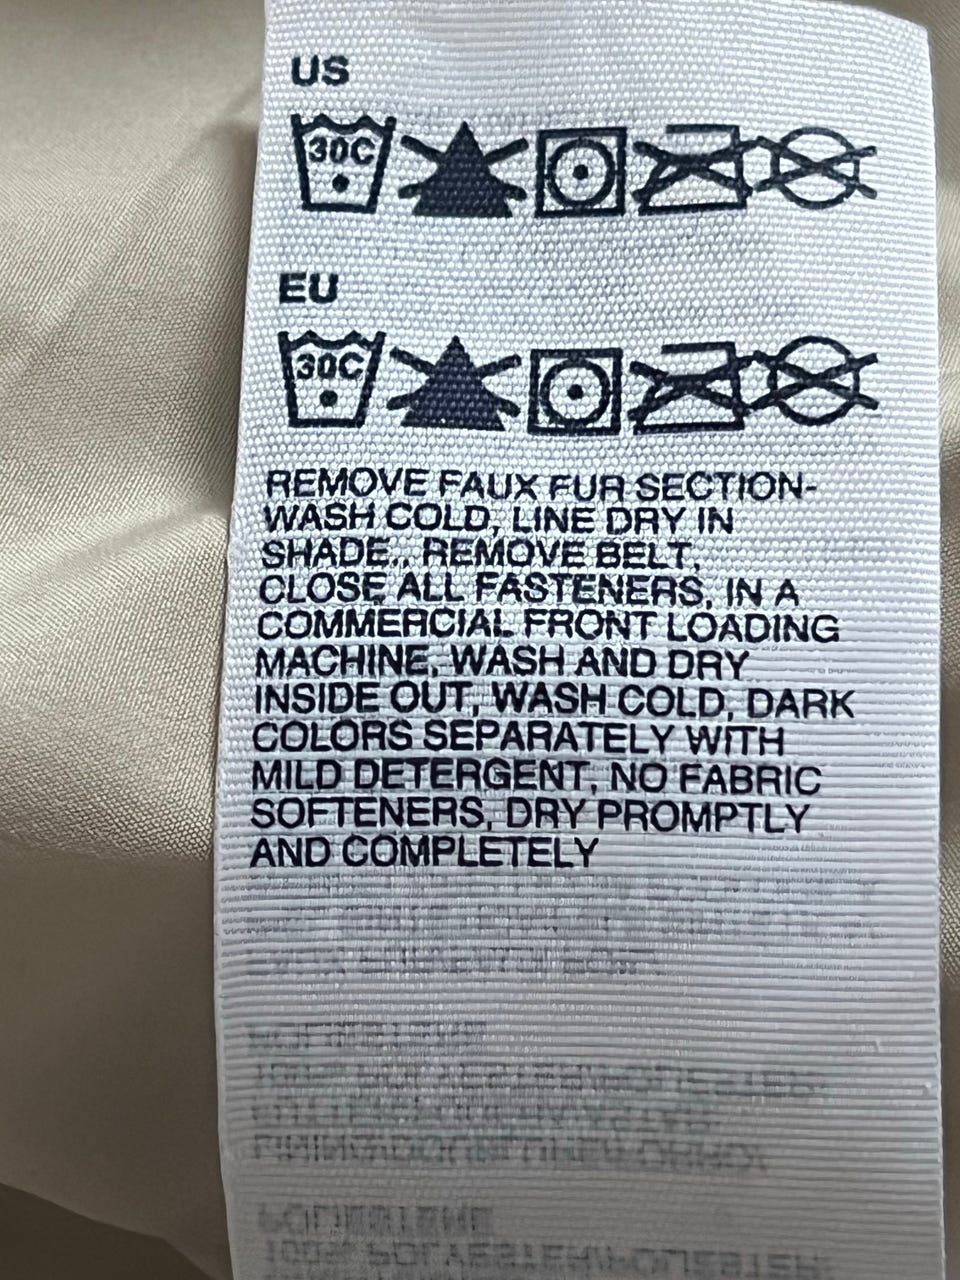 US
30C
EU
30C
REMOVE FAUX FUR SECTION-
WASH COLD, LINE DRY IN
SHADE., REMOVE BELT,
CLOSE ALL FASTENERS, IN A
COMMERCIAL FRONT LOADING
MACHINE, WASH AND DRY
INSIDE OUT, WASH COLD, DARK
COLORS SEPARATELY WITH
MILD DETERGENT, NO FABRIC
SOFTENERS, DRY PROMPTLY
AND COMPLETELY